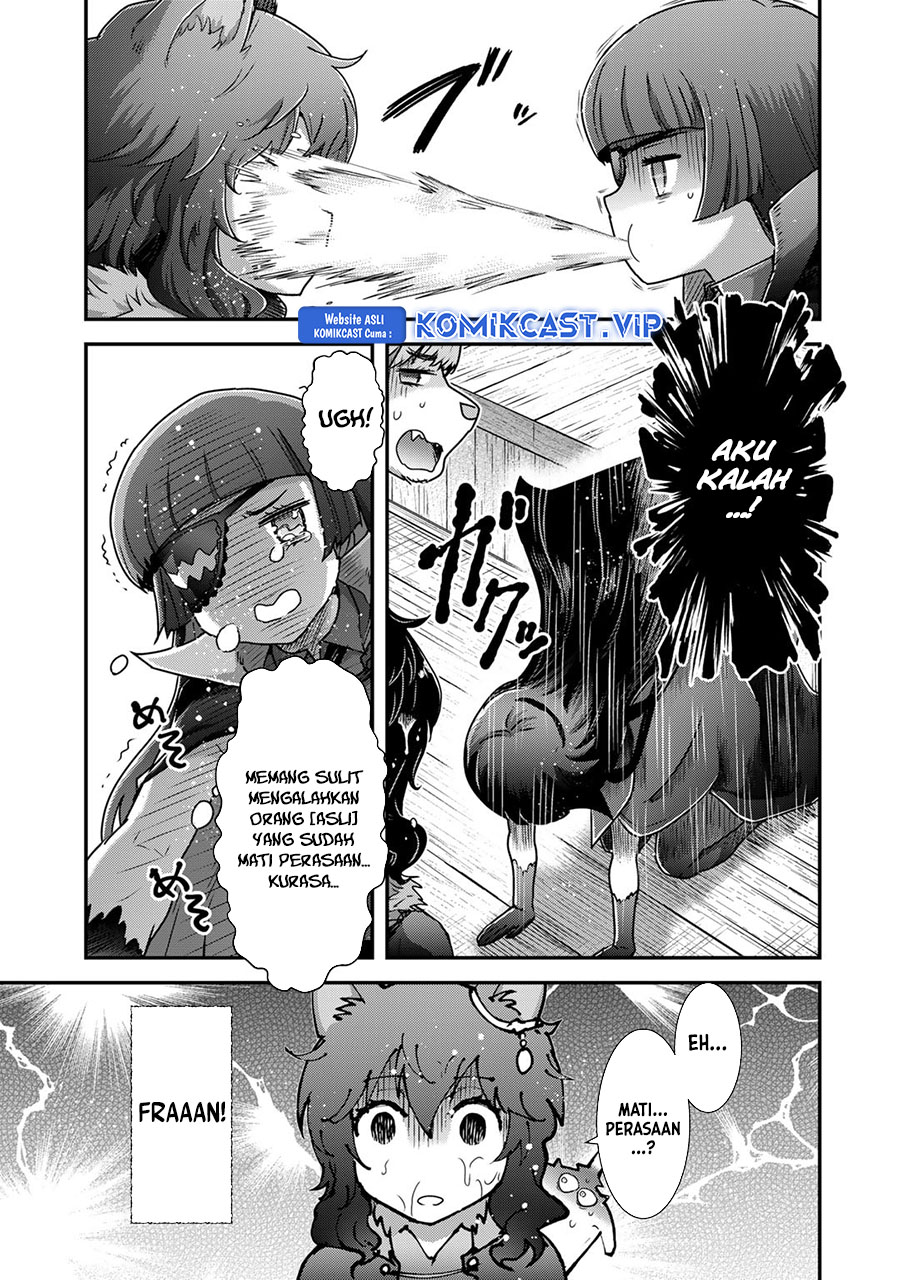 ブッ
Website ASLI
KOMIKCAST Cuma :
KOMIKCAST.VIP
AKU
KALAH
...!
ガクッ
UGH!
MEMANG SULIT
MENGALAHKAN
ORANG [ASLI]
YANG SUDAH
MATI PERASAAN...
KURASA...
めそ
めそ
EH...
MATI...
PERASAAN
...?
FRAAAN!